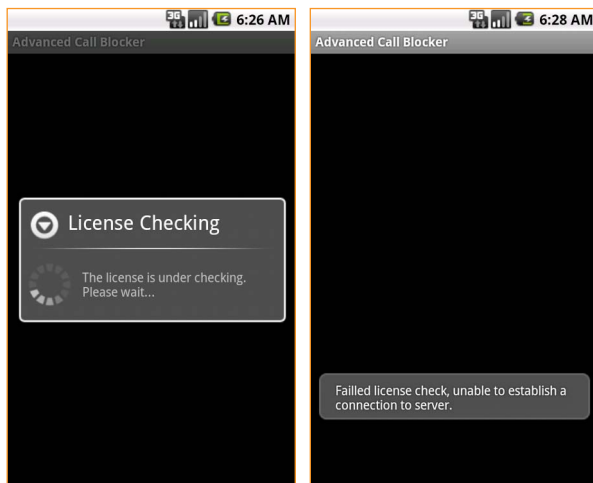 3G 6:26 AM
Advanced Call Blocker
License Checking
The license is under checking.
Please wait...
3G 6:28 AM
Advanced Call Blocker
Failled license check, unable to establish a
connection to server.